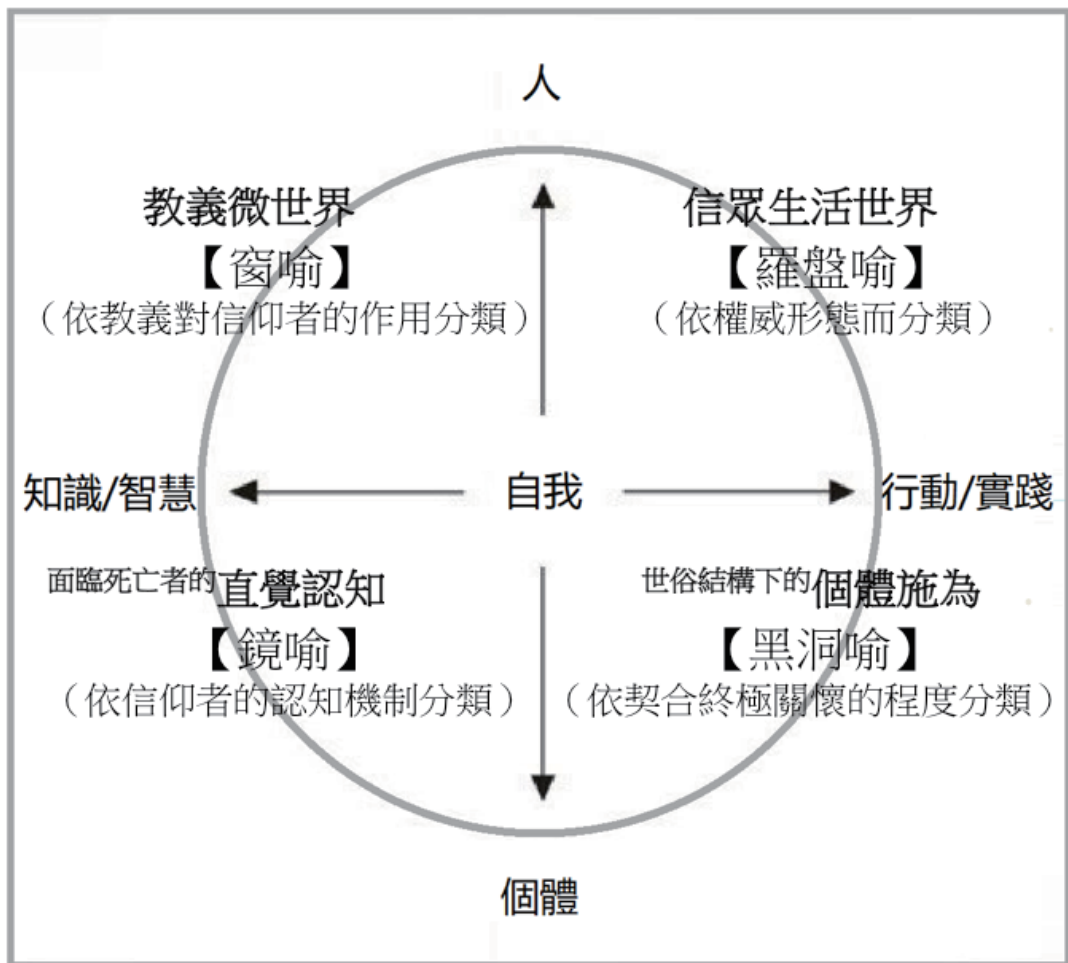 人
教義微世界
【窗喻】
（依教義對信仰者的作用分類）
信眾生活世界
【羅盤喻】
（依權威形態而分類）
知識/智慧
自我
行動/實踐
面臨死亡者的直覺認知
【鏡喻】
（依信仰者的認知機制分類）
世俗結構下的個體施為
【黑洞喻】
（依契合終極關懷的程度分類）
個體